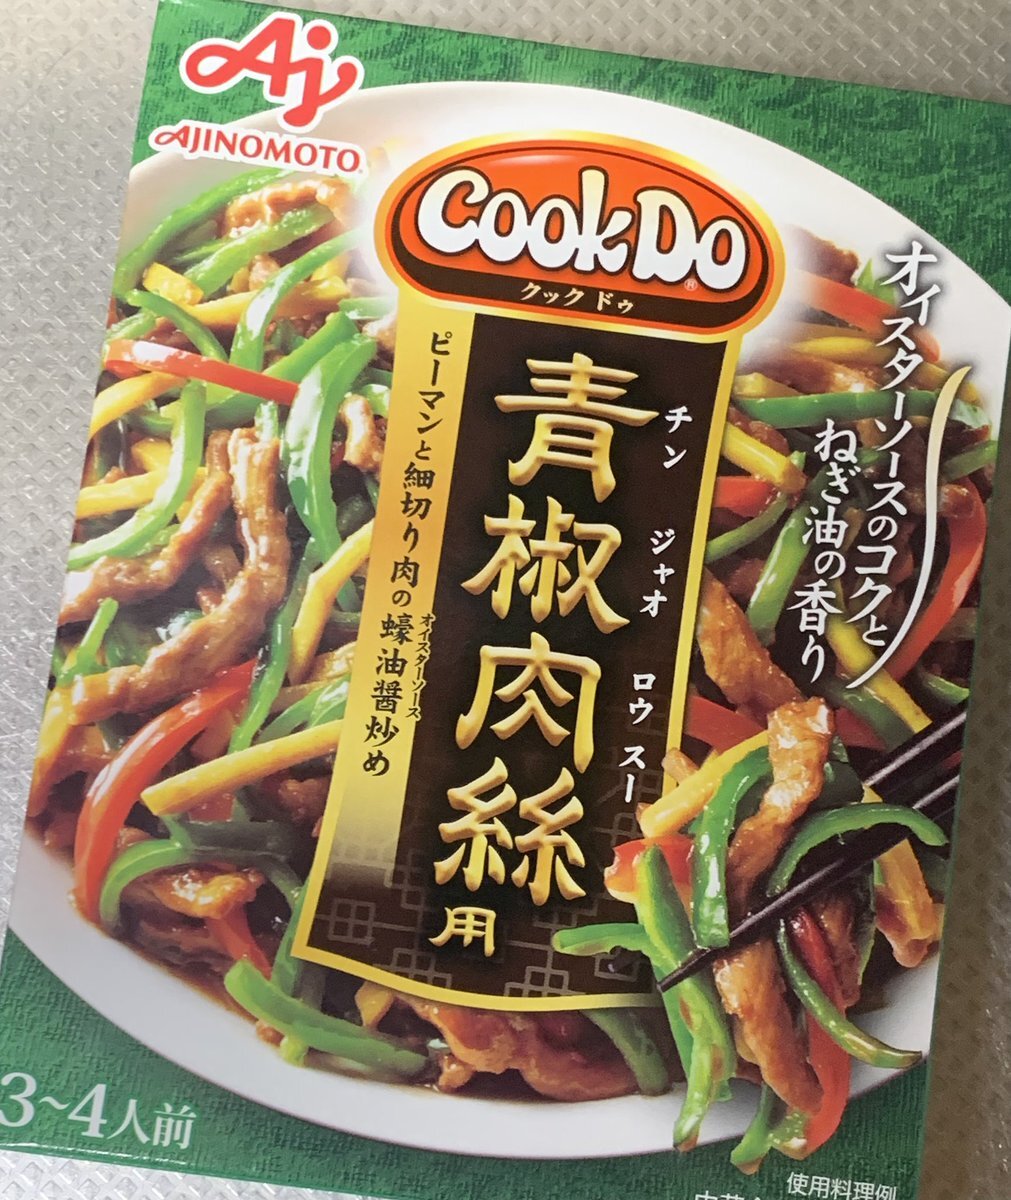 Aj
AJINOMOTO
CookDo®
クックドゥ
オイスターソースのコクと
ねぎ油の香り
青椒肉絲用
チンジャオロウスー
ピーマンと細切り肉の蠔油醤炒め
オイスターソース
3~4人前
使用料理例